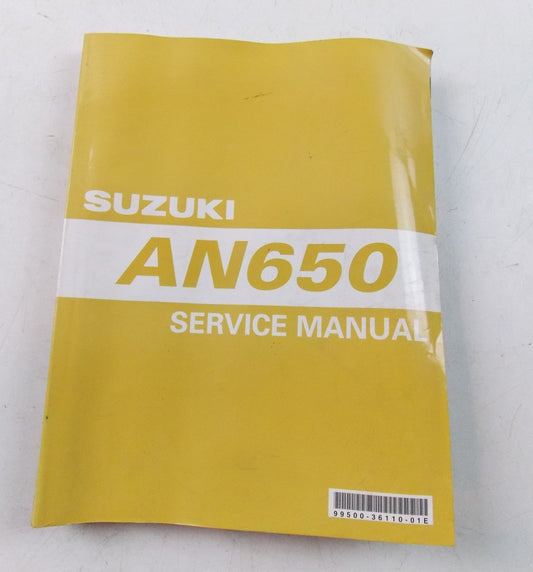 SUZUKI
AN650
SERVICE MANUAL
99500-36110-01E